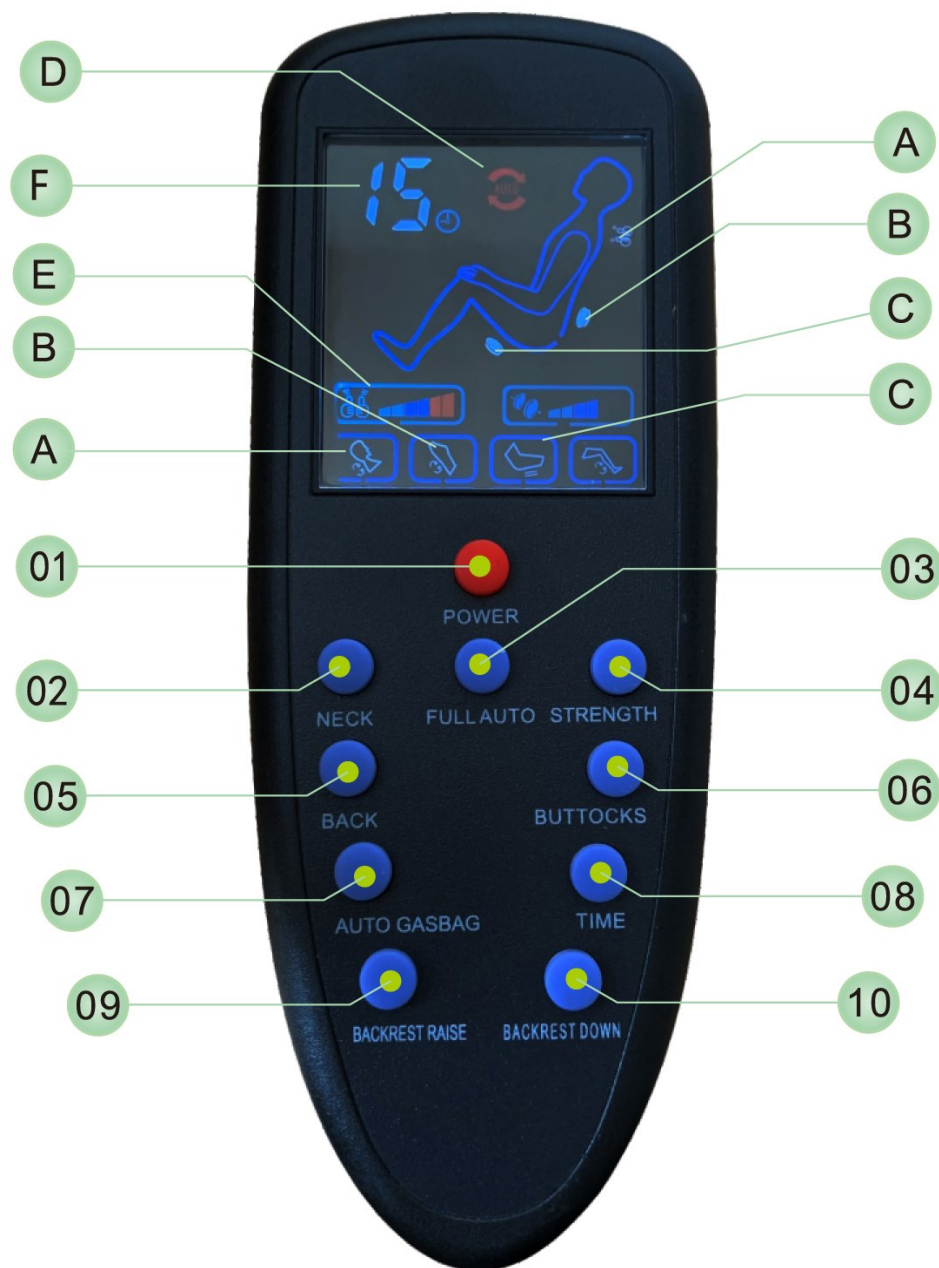 D
A
F
15
AUTO
B
E
C
B
C
A
01
03
POWER
02
04
NECK
FULL AUTO
STRENGTH
05
06
BACK
BUTTOCKS
07
08
AUTO GASBAG
TIME
09
10
BACKREST RAISE
BACKREST DOWN